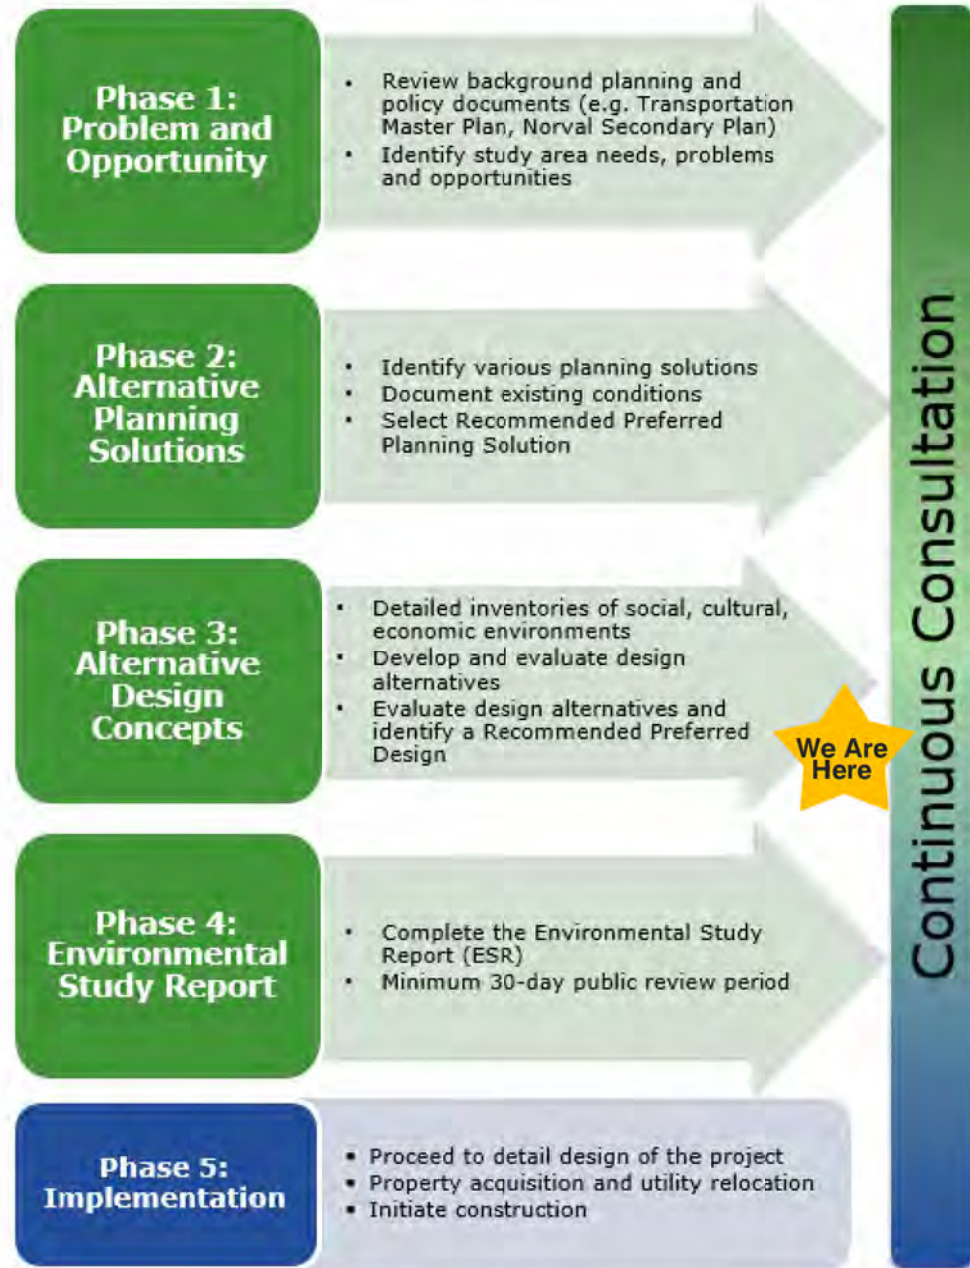 Phase 1:
Problem and
Opportunity
• Review background planning and
policy documents (e.g. Transportation
Master Plan, Norval Secondary Plan)
• Identify study area needs, problems
and opportunities
Phase 2:
Alternative
Planning
Solutions
• Identify various planning solutions
• Document existing conditions
• Select Recommended Preferred
Planning Solution
Phase 3:
Alternative
Design
Concepts
• Detailed inventories of social, cultural,
economic environments
• Develop and evaluate design
alternatives
• Evaluate design alternatives and
identify a Recommended Preferred
Design
We Are
Here
Phase 4:
Environmental
Study Report
• Complete the Environmental Study
Report (ESR)
• Minimum 30-day public review period
Phase 5:
Implementation
• Proceed to detail design of the project
• Property acquisition and utility relocation
• Initiate construction
Continuous Consultation